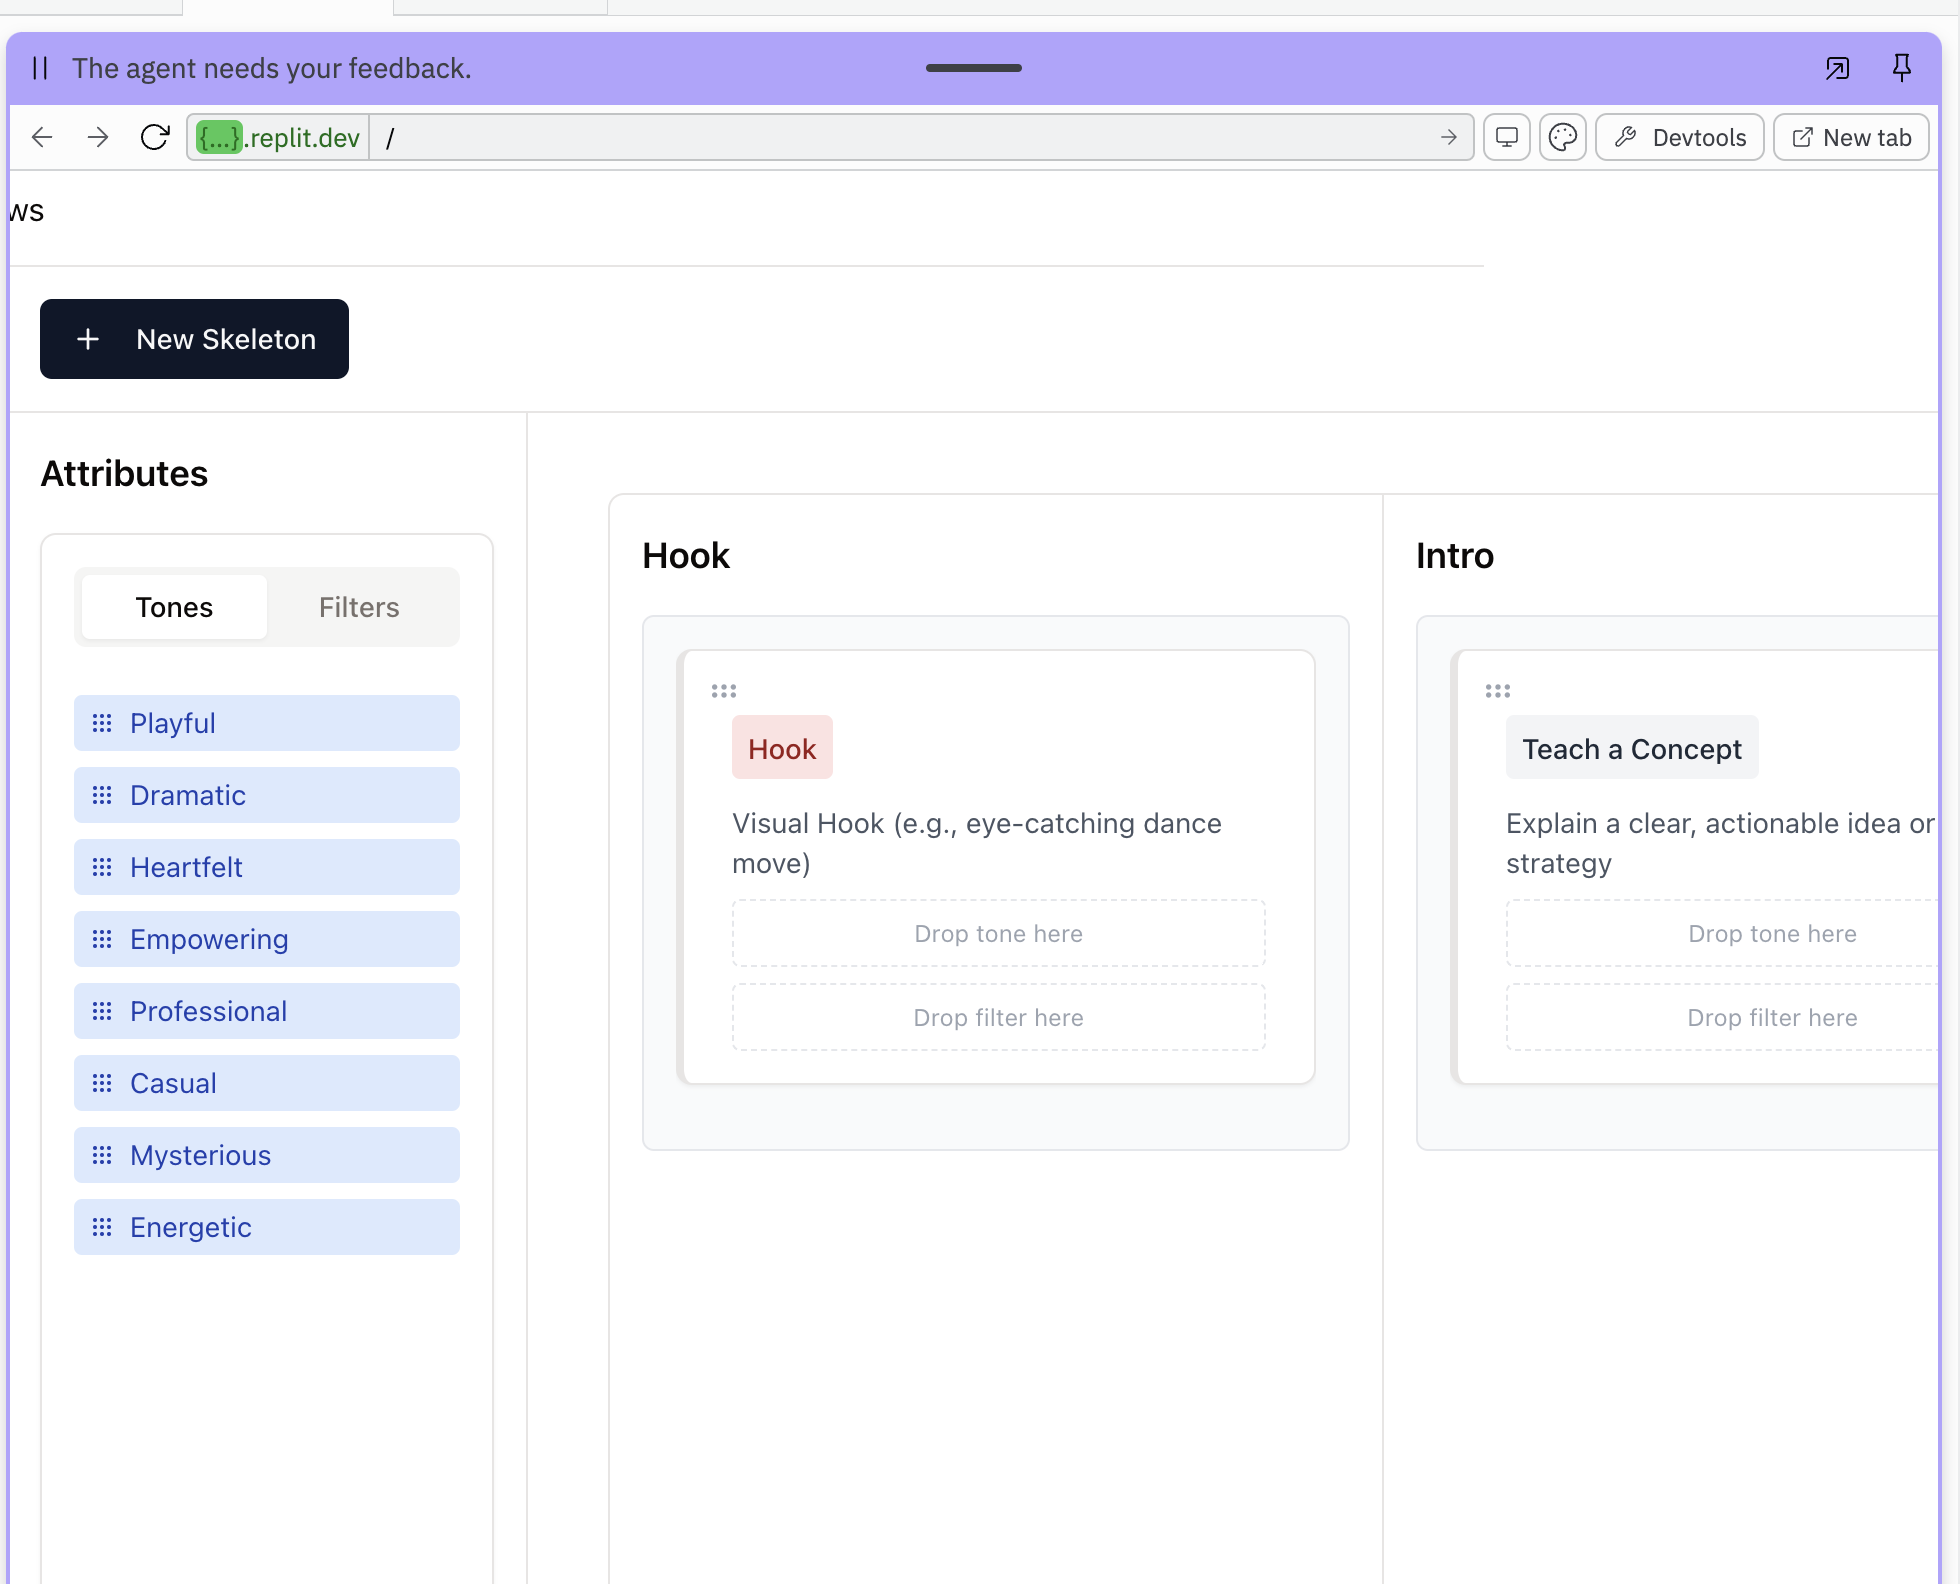 The agent needs your feedback.
{...}.replit.dev /
Devtools
New tab
ws
+ New Skeleton
Attributes
Tones
Filters
Playful
Dramatic
Heartfelt
Empowering
Professional
Casual
Mysterious
Energetic
Hook
Hook
Visual Hook (e.g., eye-catching dance
move)
Drop tone here
Drop filter here
Intro
Teach a Concept
Explain a clear, actionable idea or
strategy
Drop tone here
Drop filter here